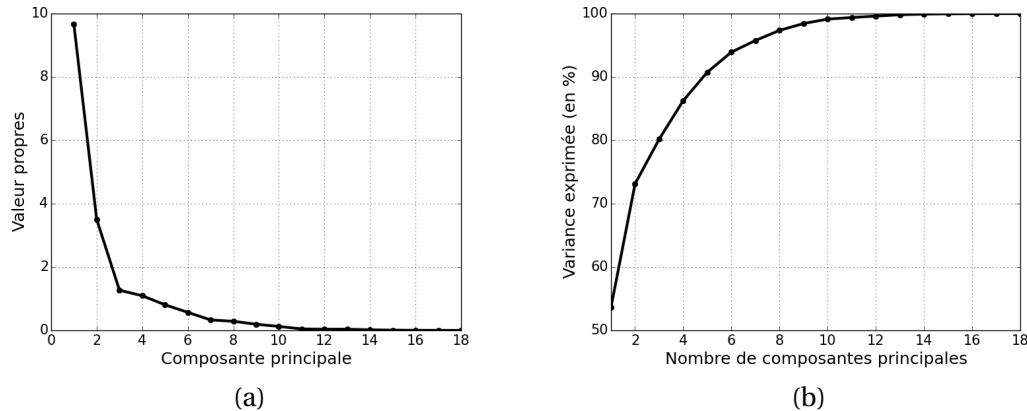 10
8
6
4
2
0
0 2 4 6 8 10 12 14 16 18
Valeur propres
Composante principale
(a)
100
90
80
70
60
50
2 4 6 8 10 12 14 16 18
Variance exprimée (en %)
Nombre de composantes principales
(b)